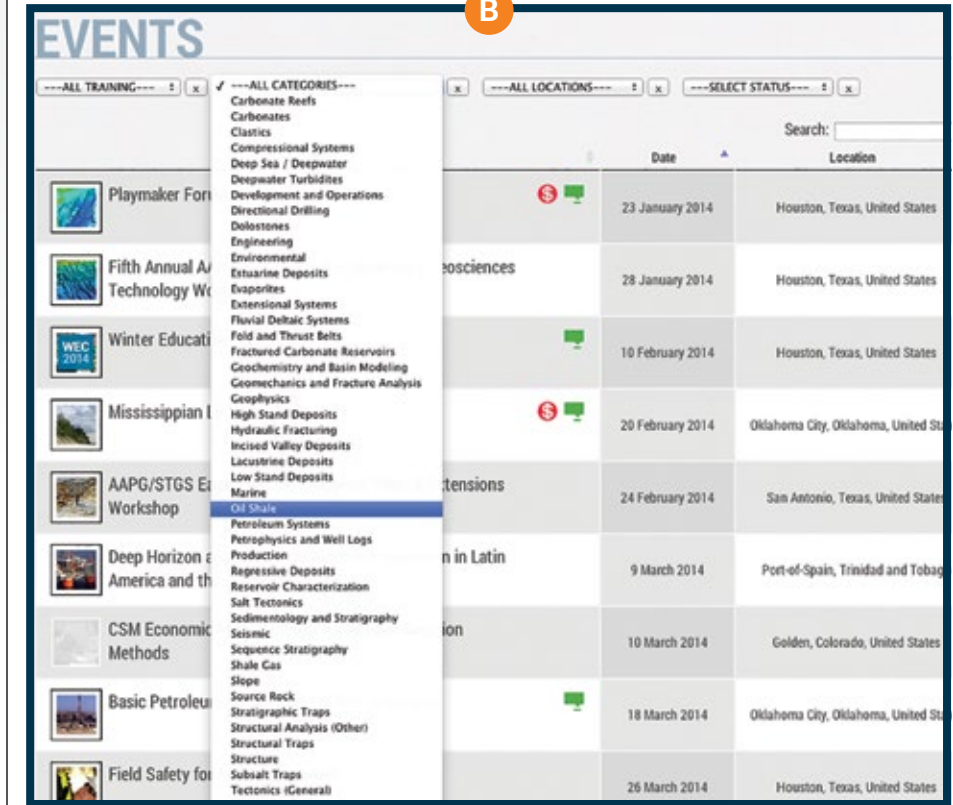 B
EVENTS
---ALL TRAINING--- x ✓ ---ALL CATEGORIES--- x ---ALL LOCATIONS--- x ---SELECT STATUS--- x
Carbonate Reefs
Carbonates
Clastics
Compressional Systems
Deep Sea / Deepwater
Deepwater Turbidites
Development and Operations
Directional Drilling
Dolostones
Engineering
Environmental
Estuarine Deposits
Evaporites
Extensional Systems
Fluvial Deltaic Systems
Fold and Thrust Belts
Fractured Carbonate Reservoirs
Geochemistry and Basin Modeling
Geomechanics and Fracture Analysis
Geophysics
High Stand Deposits
Hydraulic Fracturing
Incised Valley Deposits
Lacustrine Deposits
Low Stand Deposits
Marine
Oil Shale
Petroleum Systems
Petrophysics and Well Logs
Production
Regressive Deposits
Reservoir Characterization
Salt Tectonics
Sedimentology and Stratigraphy
Seismic
Sequence Stratigraphy
Shale Gas
Slope
Source Rock
Stratigraphic Traps
Structural Analysis (Other)
Structural Traps
Structure
Subsalt Traps
Tectonics (General)
Search:
Date Location
Playmaker For $ 23 January 2014 Houston, Texas, United States
Fifth Annual A eosciences
Technology Wo 28 January 2014 Houston, Texas, United States
WEC
2014
Winter Educati 10 February 2014 Houston, Texas, United States
Mississippian L $ 20 February 2014 Oklahoma City, Oklahoma, United Sta
AAPG/STGS Ea tensions
Workshop 24 February 2014 San Antonio, Texas, United States
Deep Horizon a n in Latin
America and th 9 March 2014 Port-of-Spain, Trinidad and Tobag
CSM Economic ion
Methods 10 March 2014 Golden, Colorado, United States
Basic Petroleu 18 March 2014 Oklahoma City, Oklahoma, United Sta
Field Safety for 26 March 2014 Houston, Texas, United States